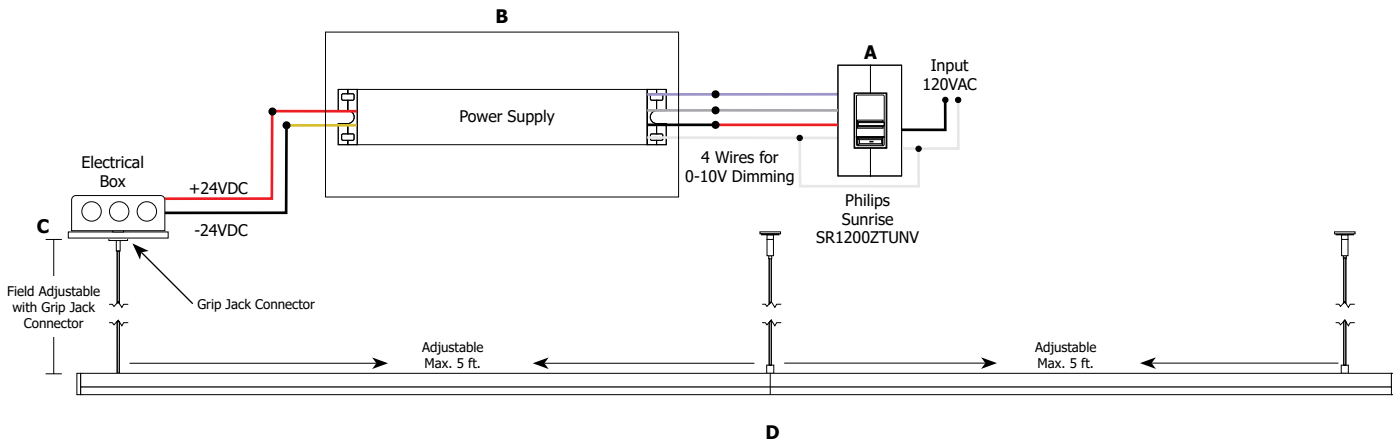 B
A
Input
120VAC
Power Supply
4 Wires for
0-10V Dimming
Electrical
Box
+24VDC
-24VDC
Philips
Sunrise
SR1200ZTUNV
C
Field Adjustable
with Grip Jack
Connector
Grip Jack Connector
Adjustable
Max. 5 ft.
Adjustable
Max. 5 ft.
D